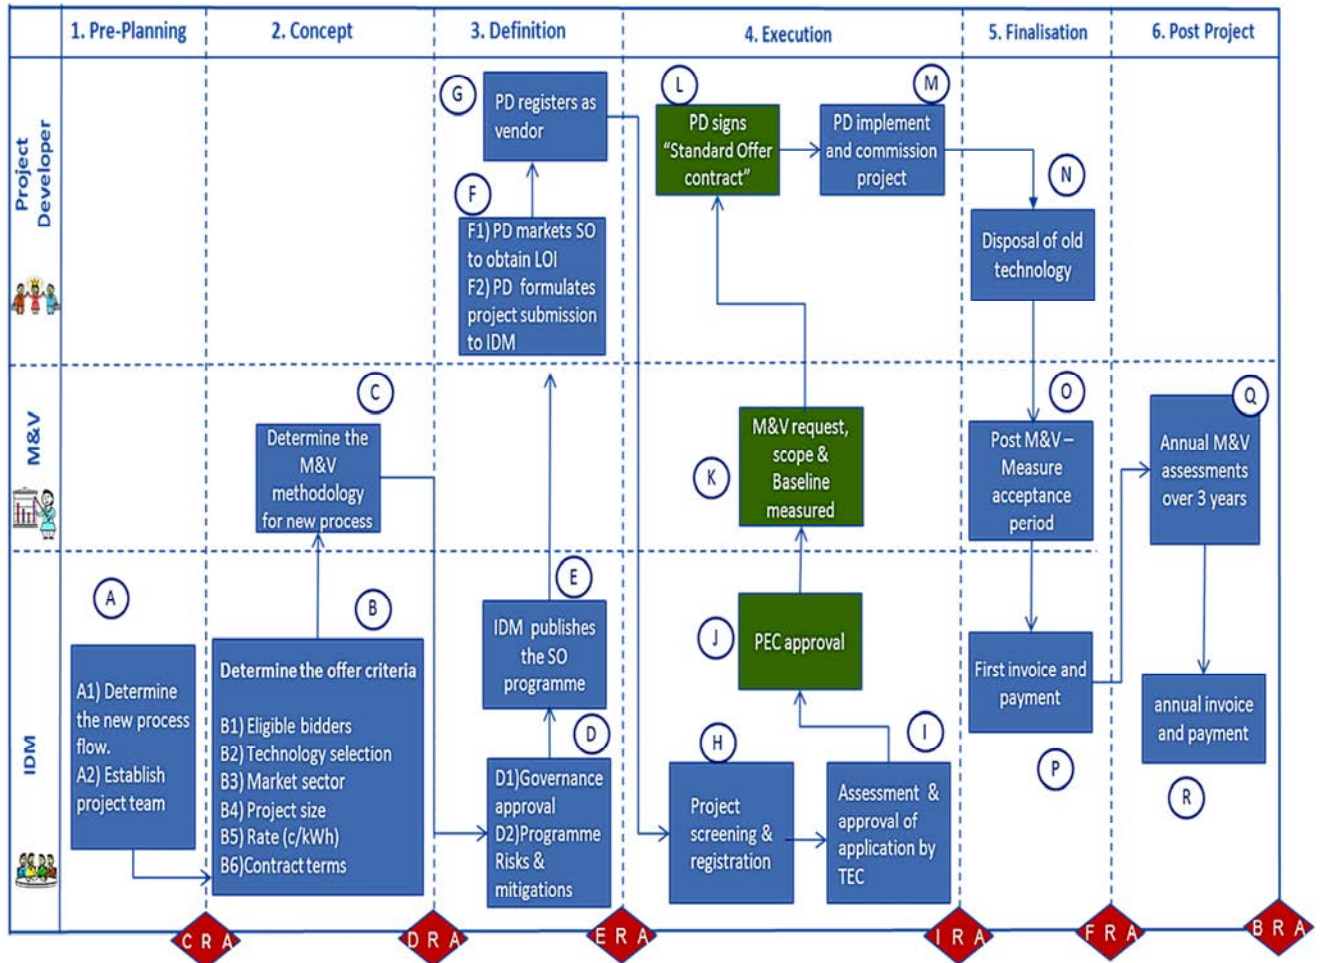 1. Pre-Planning
2. Concept
3. Definition
4. Execution
5. Finalisation
6. Post Project
Project
Developer
G
PD registers as
vendor
F
F1) PD markets SO
to obtain LOI
F2) PD formulates
project submission
to IDM
L
PD signs
“Standard Offer
contract”
M
PD implement
and commission
project
N
Disposal of old
technology
M&V
C
Determine the
M&V
methodology
for new process
K
M&V request,
scope &
Baseline
measured
O
Post M&V –
Measure
acceptance
period
Q
Annual M&V
assessments
over 3 years
IDM
A
A1) Determine
the new process
flow.
A2) Establish
project team
B
Determine the offer criteria
B1) Eligible bidders
B2) Technology selection
B3) Market sector
B4) Project size
B5) Rate (c/kWh)
B6)Contract terms
E
IDM publishes
the SO
programme
D
D1)Governance
approval
D2)Programme
Risks &
mitigations
J
PEC approval
H
Project
screening &
registration
I
Assessment &
approval of
application by
TEC
First invoice and
payment
P
annual invoice
and payment
R
C R A
D R A
E R A
I R A
F R A
B R A